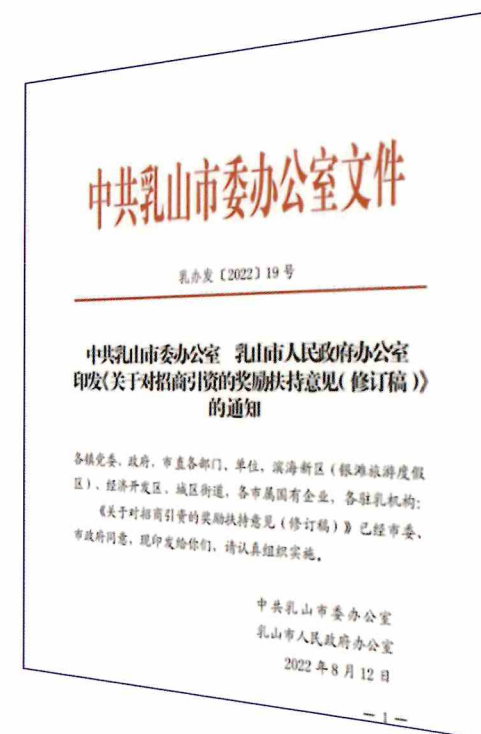 中共乳山市委办公室文件
乳办发〔2022〕19号
中共乳山市委办公室 乳山市人民政府办公室
印发《关于对招商引资的奖励扶持意见(修订稿)》
的通知
各镇党委、政府，市直各部门、单位，滨海新区（银滩旅游度假
区）、经济开发区、城区街道，各市属国有企业，各驻乳机构：
《关于对招商引资的奖励扶持意见（修订稿）》已经市委、
市政府同意，现印发给你们，请认真组织实施。
中共乳山市委办公室
乳山市人民政府办公室
2022年8月12日
— 1 —